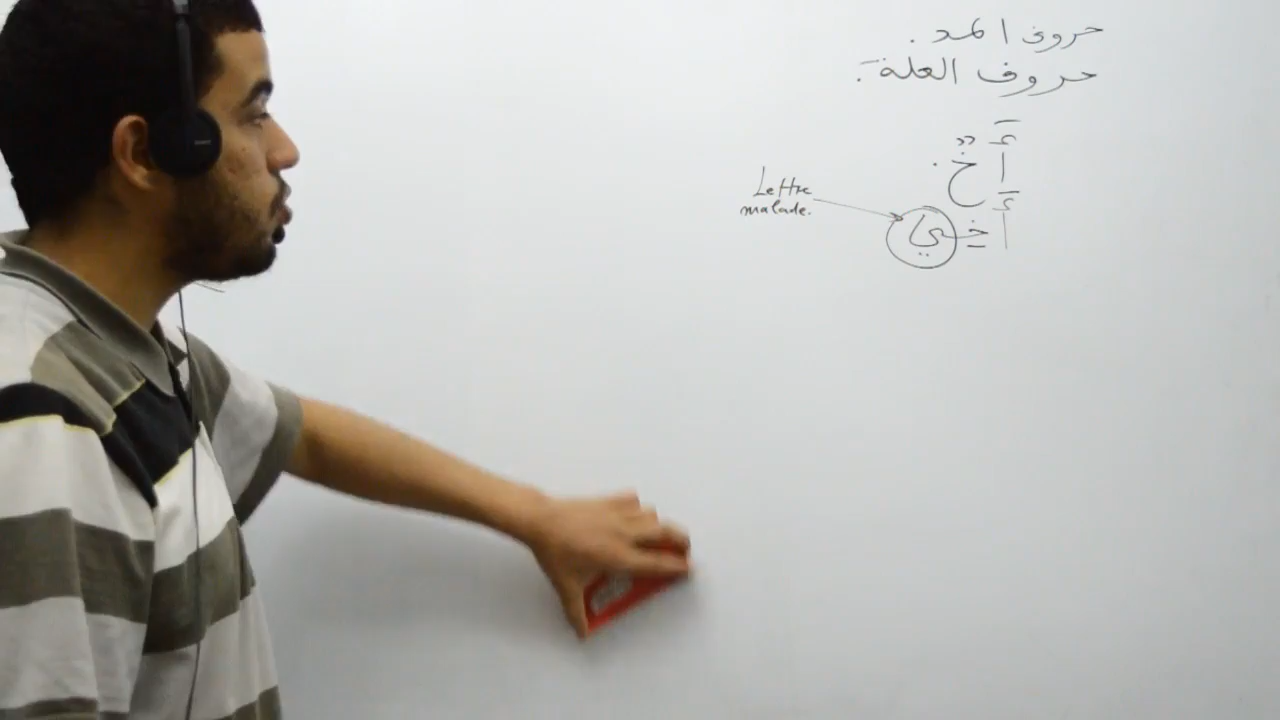 حروف المد .
حروف العلة :
أَخٌ .
أَخِي
Lettre
malade.